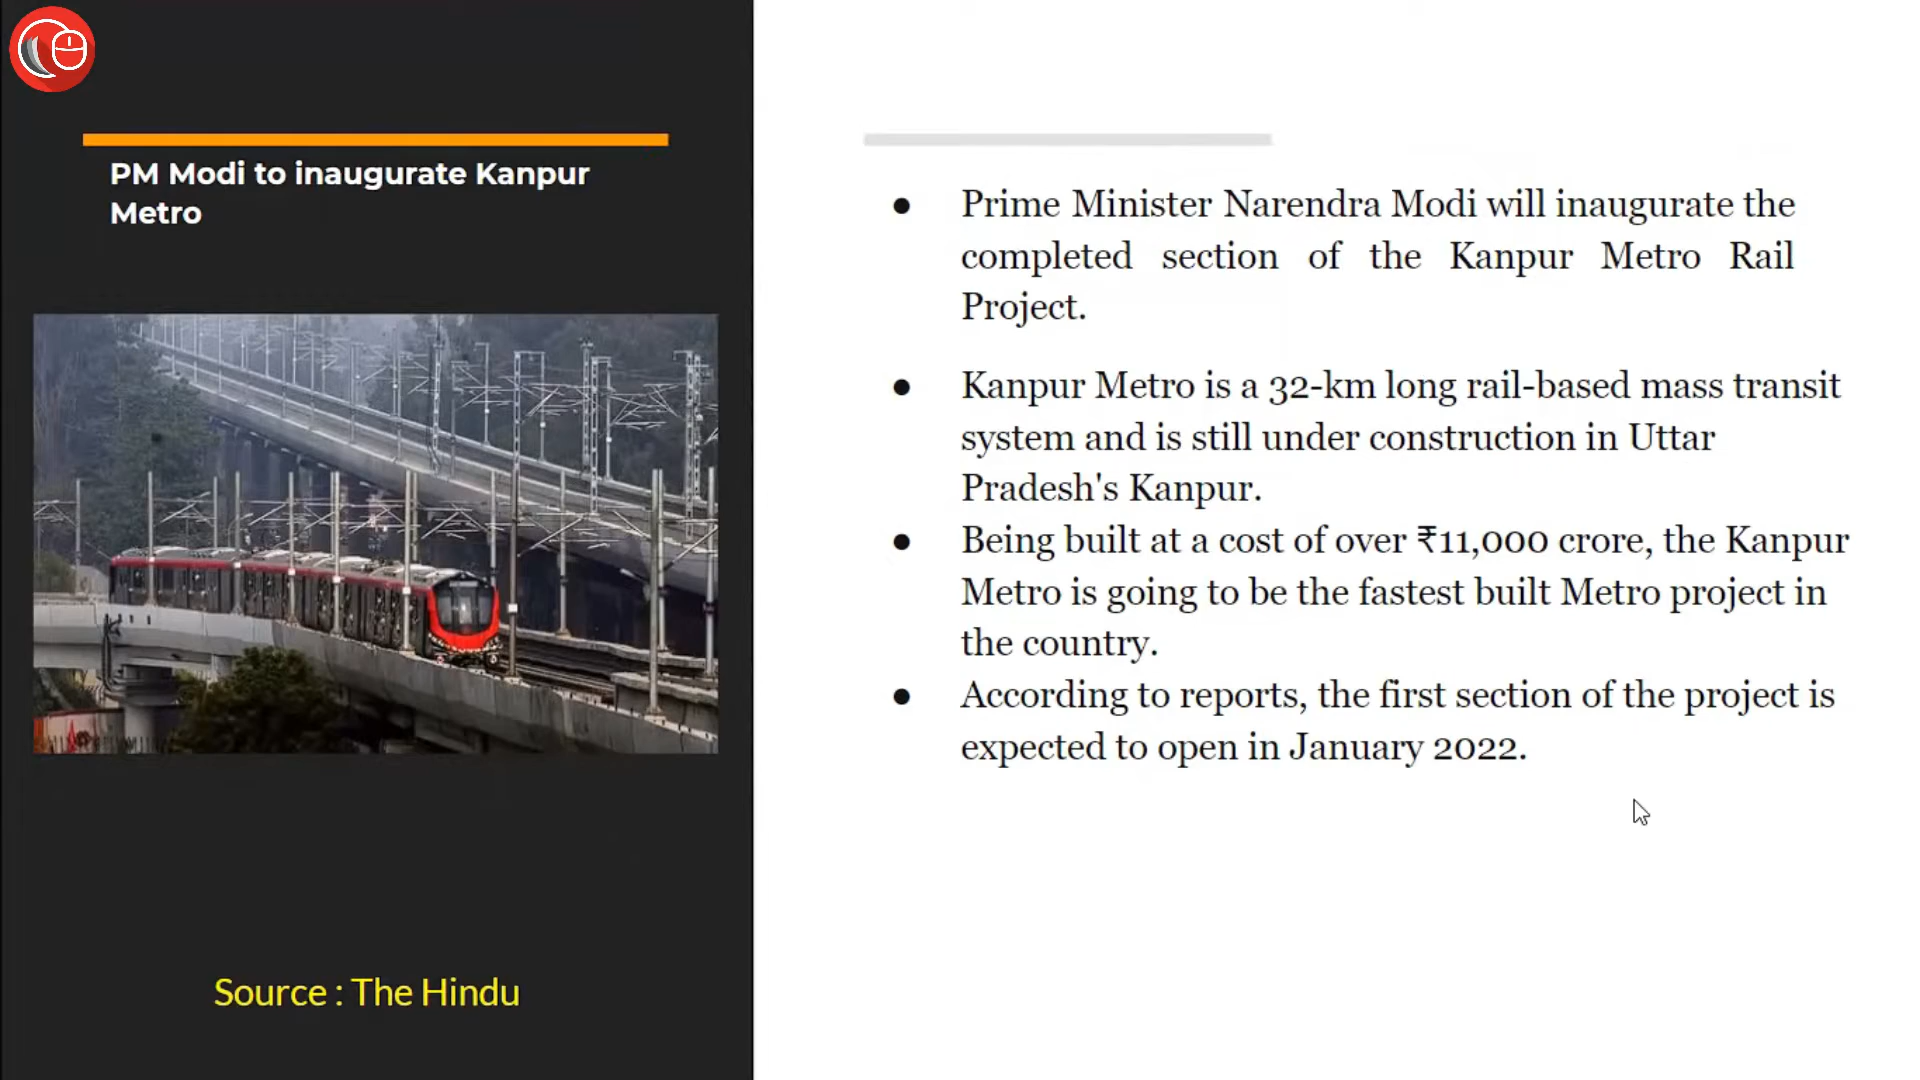 PM Modi to inaugurate Kanpur
Metro
Source : The Hindu
● Prime Minister Narendra Modi will inaugurate the
completed section of the Kanpur Metro Rail
Project.
● Kanpur Metro is a 32-km long rail-based mass transit
system and is still under construction in Uttar
Pradesh's Kanpur.
● Being built at a cost of over ₹11,000 crore, the Kanpur
Metro is going to be the fastest built Metro project in
the country.
● According to reports, the first section of the project is
expected to open in January 2022.